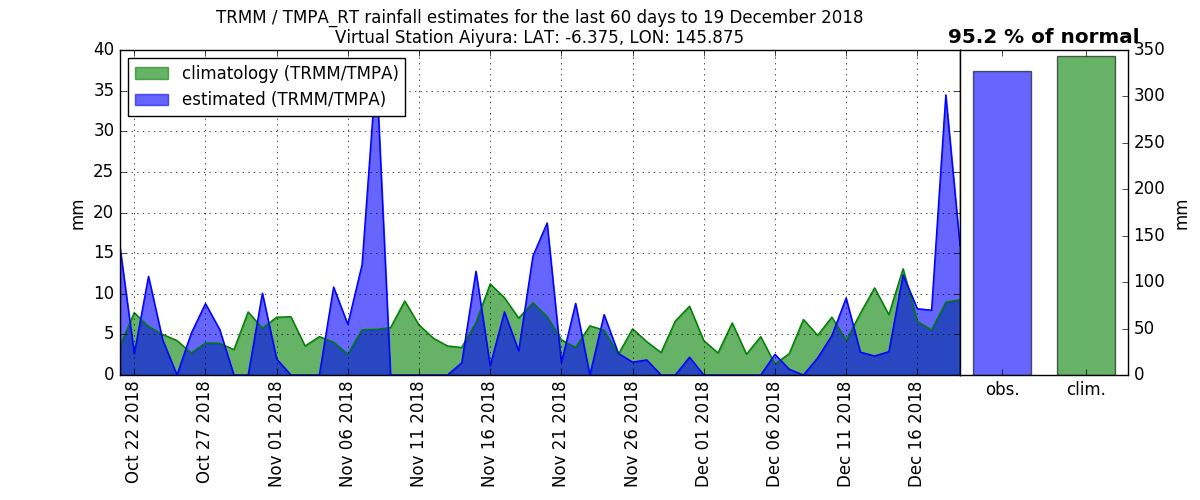 TRMM / TMPA_RT rainfall estimates for the last 60 days to 19 December 2018
Virtual Station Aiyura: LAT: -6.375, LON: 145.875
95.2 % of normal
climatology (TRMM/TMPA)
estimated (TRMM/TMPA)
40
35
30
25
20
15
10
5
0
mm
350
300
250
200
150
100
50
0
mm
obs.
clim.
Oct 22 2018
Oct 27 2018
Nov 01 2018
Nov 06 2018
Nov 11 2018
Nov 16 2018
Nov 21 2018
Nov 26 2018
Dec 01 2018
Dec 06 2018
Dec 11 2018
Dec 16 2018